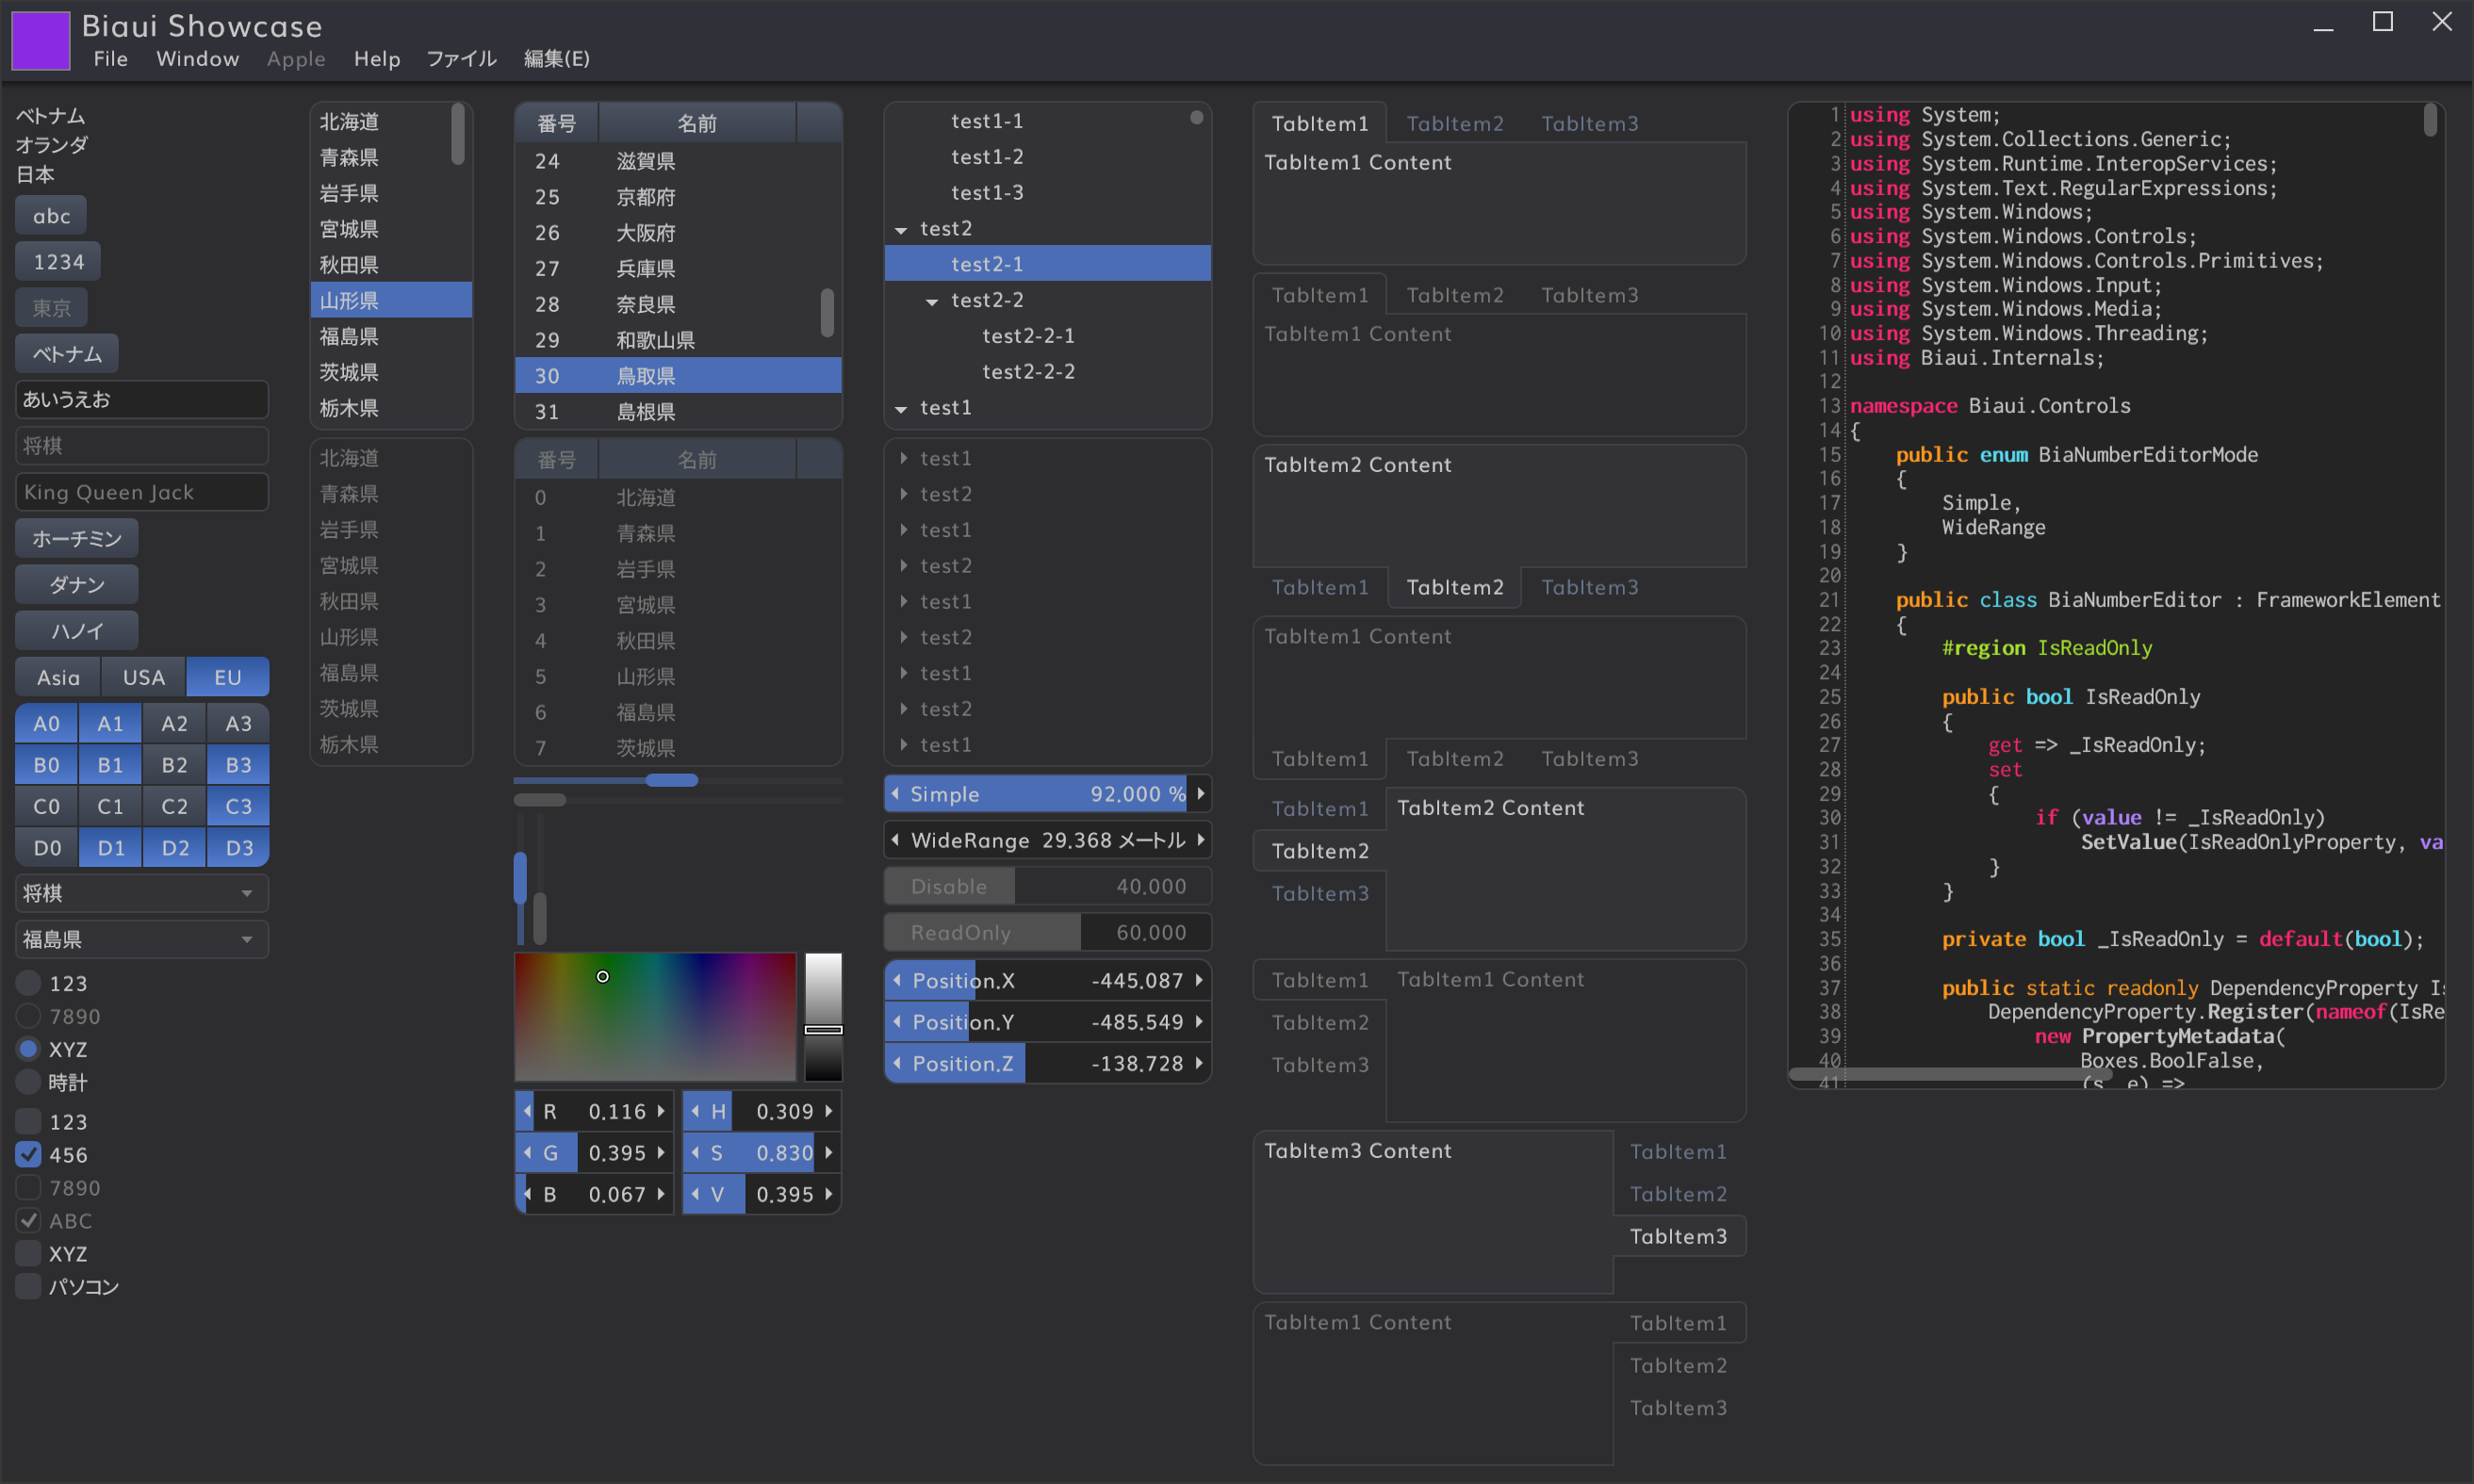 Biaui Showcase
File Window Apple Help ファイル 編集(E)
ベトナム
オランダ
日本
abc
1234
東京
ベトナム
あいうえお
将棋
King Queen Jack
ホーチミン
ダナン
ハノイ
Asia USA EU
A0 A1 A2 A3
B0 B1 B2 B3
C0 C1 C2 C3
D0 D1 D2 D3
将棋
福島県
123
7890
XYZ
時計
123
456
7890
ABC
XYZ
パソコン
北海道
青森県
岩手県
宮城県
秋田県
山形県
福島県
茨城県
栃木県
北海道
青森県
岩手県
宮城県
秋田県
山形県
福島県
茨城県
栃木県
番号 名前
24 滋賀県
25 京都府
26 大阪府
27 兵庫県
28 奈良県
29 和歌山県
30 鳥取県
31 島根県
番号 名前
0 北海道
1 青森県
2 岩手県
3 宮城県
4 秋田県
5 山形県
6 福島県
7 茨城県
R 0.116 H 0.309
G 0.395 S 0.830
B 0.067 V 0.395
test1-1
test1-2
test1-3
test2
test2-1
test2-2
test2-2-1
test2-2-2
test1
test1
test2
test1
test2
test1
test2
test1
test2
test1
Simple 92.000 %
WideRange 29.368 メートル
Disable 40.000
ReadOnly 60.000
Position.X -445.087
Position.Y -485.549
Position.Z -138.728
TabItem1 TabItem2 TabItem3
TabItem1 Content
TabItem1 TabItem2 TabItem3
TabItem1 Content
TabItem2 Content
TabItem1 TabItem2 TabItem3
TabItem1 Content
TabItem1 TabItem2 TabItem3
TabItem1 TabItem2 Content
TabItem2
TabItem3
TabItem1 TabItem1 Content
TabItem2
TabItem3
TabItem3 Content TabItem1
TabItem2
TabItem3
TabItem1 Content TabItem1
TabItem2
TabItem3
1 using System;
2 using System.Collections.Generic;
3 using System.Runtime.InteropServices;
4 using System.Text.RegularExpressions;
5 using System.Windows;
6 using System.Windows.Controls;
7 using System.Windows.Controls.Primitives;
8 using System.Windows.Input;
9 using System.Windows.Media;
10 using System.Windows.Threading;
11 using Biaui.Internals;
12
13 namespace Biaui.Controls
14 {
15 public enum BiaNumberEditorMode
16 {
17 Simple,
18 WideRange
19 }
20
21 public class BiaNumberEditor : FrameworkElement
22 {
23 #region IsReadOnly
24
25 public bool IsReadOnly
26 {
27 get => _IsReadOnly;
28 set
29 {
30 if (value != _IsReadOnly)
31 SetValue(IsReadOnlyProperty, va
32 }
33 }
34
35 private bool _IsReadOnly = default(bool);
36
37 public static readonly DependencyProperty Is
38 DependencyProperty.Register(nameof(IsRe
39 new PropertyMetadata(
40 Boxes.BoolFalse,
41 (s, e) =>